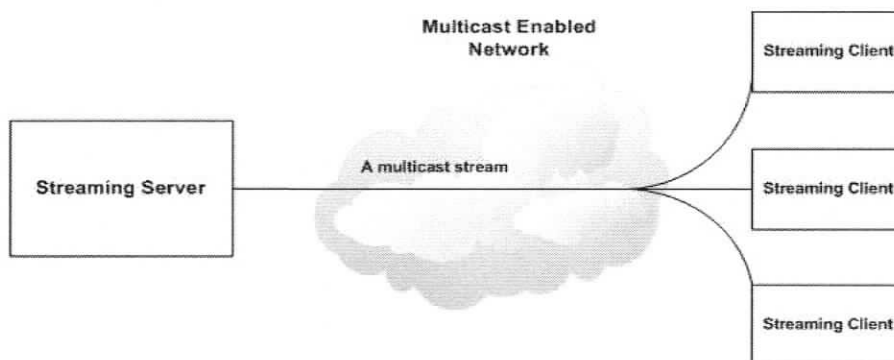 Multicast Enabled
Network
Streaming Client
Streaming Server
A multicast stream
Streaming Client
Streaming Client